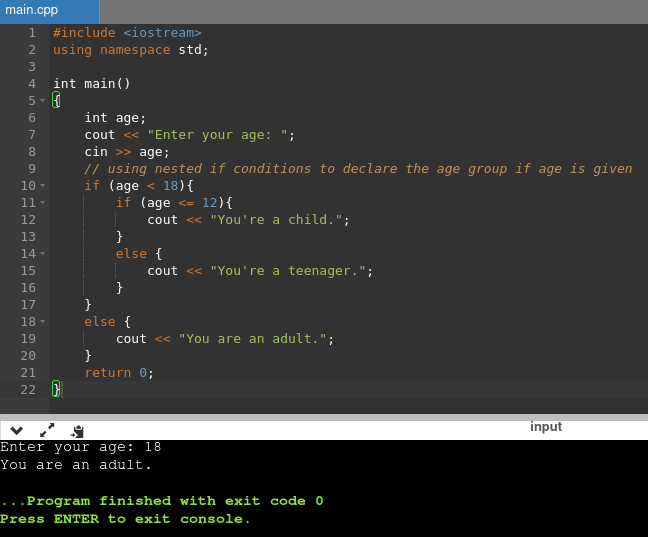 main.cpp
1 #include <iostream>
2 using namespace std;
3
4 int main()
5 {
6     int age;
7     cout << "Enter your age: ";
8     cin >> age;
9     // using nested if conditions to declare the age group if age is given
10     if (age < 18){
11         if (age <= 12){
12             cout << "You're a child.";
13         }
14         else {
15             cout << "You're a teenager.";
16         }
17     }
18     else {
19         cout << "You are an adult.";
20     }
21     return 0;
22 }
input
Enter your age: 18
You are an adult.
...Program finished with exit code 0
Press ENTER to exit console.